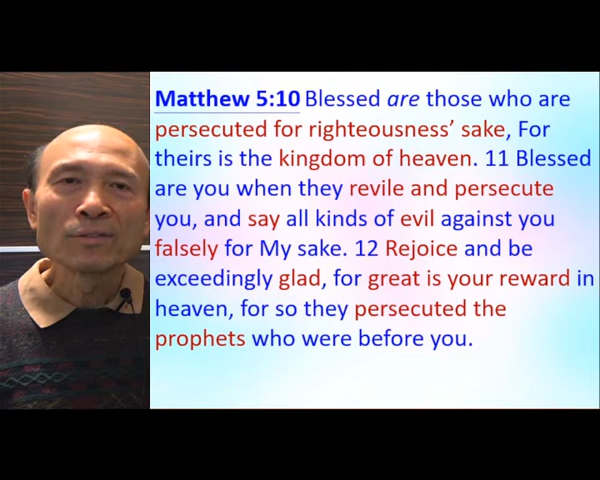 Matthew 5:10 Blessed are those who are
persecuted for righteousness’ sake, For
theirs is the kingdom of heaven. 11 Blessed
are you when they revile and persecute
you, and say all kinds of evil against you
falsely for My sake. 12 Rejoice and be
exceedingly glad, for great is your reward in
heaven, for so they persecuted the
prophets who were before you.